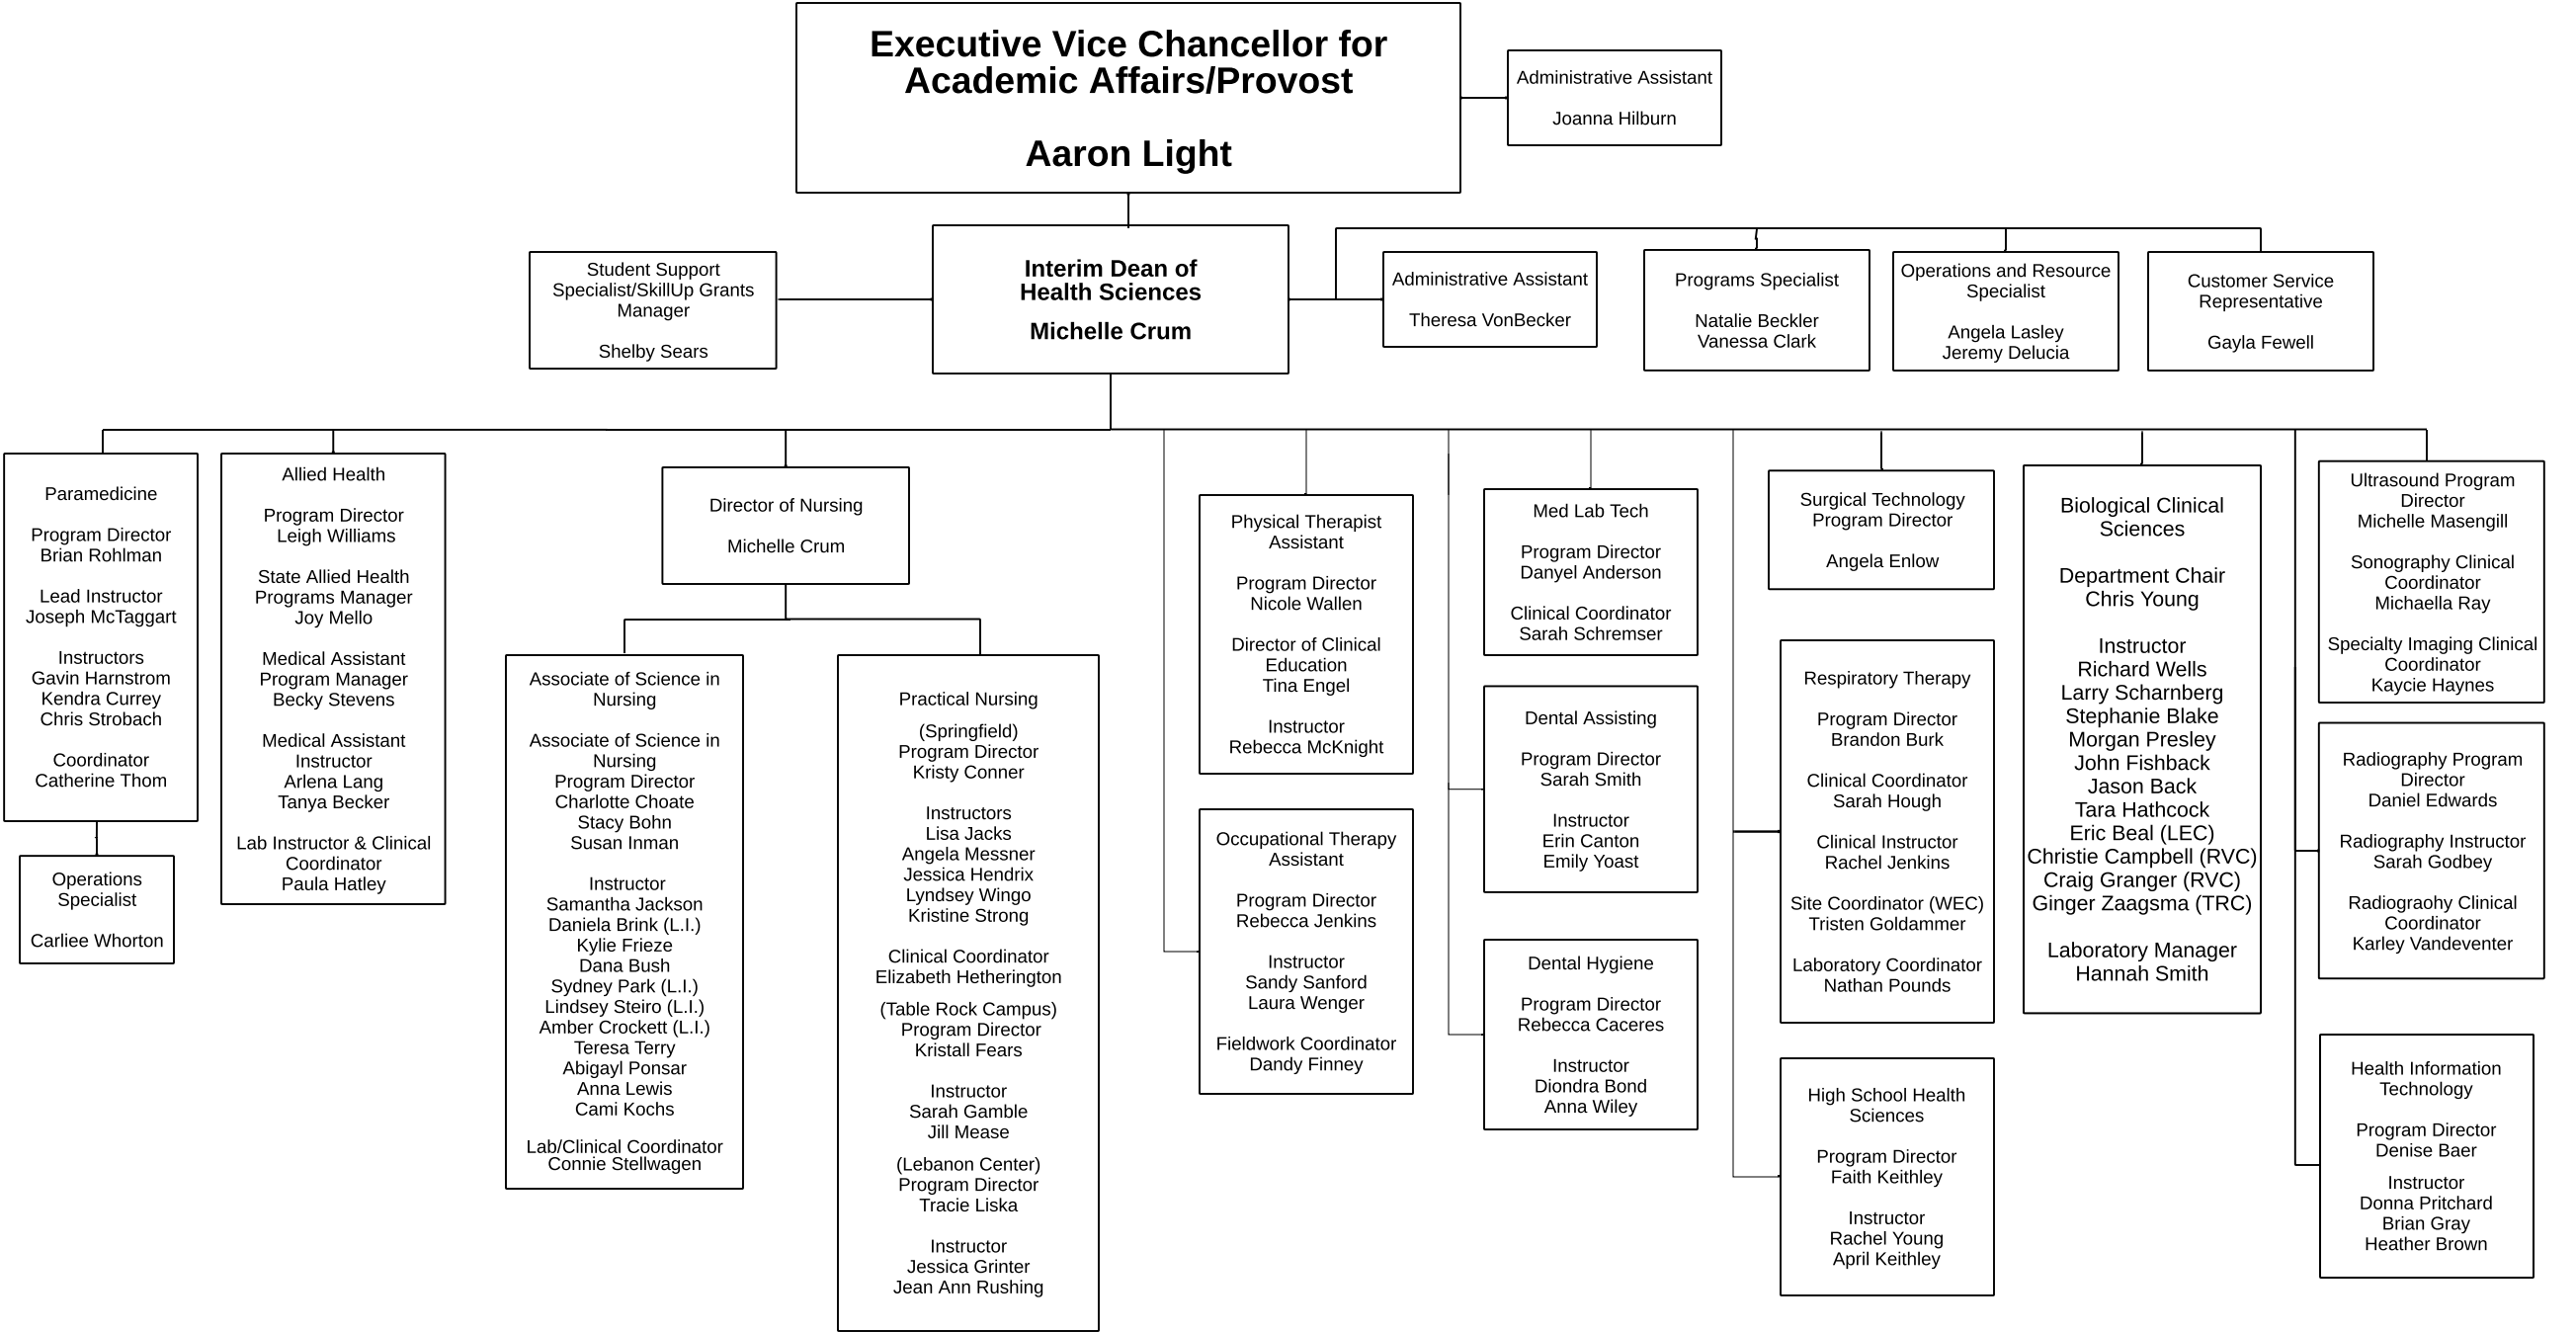 Executive Vice Chancellor for
Academic Affairs/Provost
Aaron Light
Administrative Assistant
Joanna Hilburn
Student Support
Specialist/SkillUp Grants
Manager
Shelby Sears
Interim Dean of
Health Sciences
Michelle Crum
Administrative Assistant
Theresa VonBecker
Programs Specialist
Natalie Beckler
Vanessa Clark
Operations and Resource
Specialist
Angela Lasley
Jeremy Delucia
Customer Service
Representative
Gayla Fewell
Paramedicine
Program Director
Brian Rohlman
Lead Instructor
Joseph McTaggart
Instructors
Gavin Harnstrom
Kendra Currey
Chris Strobach
Coordinator
Catherine Thom
Operations
Specialist
Carliee Whorton
Allied Health
Program Director
Leigh Williams
State Allied Health
Programs Manager
Joy Mello
Medical Assistant
Program Manager
Becky Stevens
Medical Assistant
Instructor
Arlena Lang
Tanya Becker
Lab Instructor & Clinical
Coordinator
Paula Hatley
Director of Nursing
Michelle Crum
Associate of Science in
Nursing
Associate of Science in
Nursing
Program Director
Charlotte Choate
Stacy Bohn
Susan Inman
Instructor
Samantha Jackson
Daniela Brink (L.I.)
Kylie Frieze
Dana Bush
Sydney Park (L.I.)
Lindsey Steiro (L.I.)
Amber Crockett (L.I.)
Teresa Terry
Abigayl Ponsar
Anna Lewis
Cami Kochs
Lab/Clinical Coordinator
Connie Stellwagen
Practical Nursing
(Springfield)
Program Director
Kristy Conner
Instructors
Lisa Jacks
Angela Messner
Jessica Hendrix
Lyndsey Wingo
Kristine Strong
Clinical Coordinator
Elizabeth Hetherington
(Table Rock Campus)
Program Director
Kristall Fears
Instructor
Sarah Gamble
Jill Mease
(Lebanon Center)
Program Director
Tracie Liska
Instructor
Jessica Grinter
Jean Ann Rushing
Physical Therapist
Assistant
Program Director
Nicole Wallen
Director of Clinical
Education
Tina Engel
Instructor
Rebecca McKnight
Occupational Therapy
Assistant
Program Director
Rebecca Jenkins
Instructor
Sandy Sanford
Laura Wenger
Fieldwork Coordinator
Dandy Finney
Med Lab Tech
Program Director
Danyel Anderson
Clinical Coordinator
Sarah Schremser
Dental Assisting
Program Director
Sarah Smith
Instructor
Erin Canton
Emily Yoast
Dental Hygiene
Program Director
Rebecca Caceres
Instructor
Diondra Bond
Anna Wiley
Surgical Technology
Program Director
Angela Enlow
Respiratory Therapy
Program Director
Brandon Burk
Clinical Coordinator
Sarah Hough
Clinical Instructor
Rachel Jenkins
Site Coordinator (WEC)
Tristen Goldammer
Laboratory Coordinator
Nathan Pounds
High School Health
Sciences
Program Director
Faith Keithley
Instructor
Rachel Young
April Keithley
Biological Clinical
Sciences
Department Chair
Chris Young
Instructor
Richard Wells
Larry Scharnberg
Stephanie Blake
Morgan Presley
John Fishback
Jason Back
Tara Hathcock
Eric Beal (LEC)
Christie Campbell (RVC)
Craig Granger (RVC)
Ginger Zaagsma (TRC)
Laboratory Manager
Hannah Smith
Ultrasound Program
Director
Michelle Masengill
Sonography Clinical
Coordinator
Michaella Ray
Specialty Imaging Clinical
Coordinator
Kaycie Haynes
Radiography Program
Director
Daniel Edwards
Radiography Instructor
Sarah Godbey
Radiograohy Clinical
Coordinator
Karley Vandeventer
Health Information
Technology
Program Director
Denise Baer
Instructor
Donna Pritchard
Brian Gray
Heather Brown